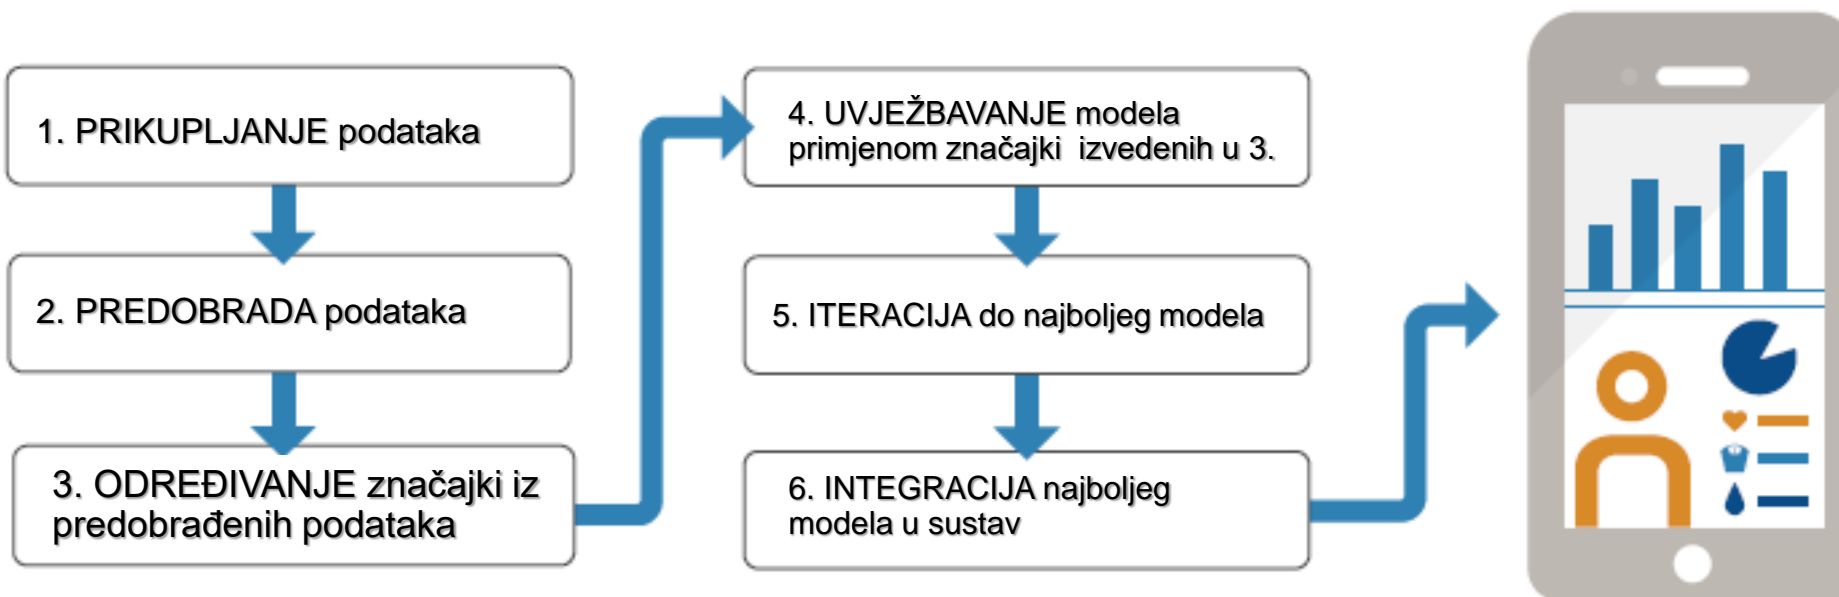 1. PRIKUPLJANJE podataka
2. PREDOBRADA podataka
3. ODREĐIVANJE značajki iz
predobrađenih podataka
4. UVJEŽBAVANJE modela
primjenom značajki izvedenih u 3.
5. ITERACIJA do najboljeg modela
6. INTEGRACIJA najboljeg
modela u sustav